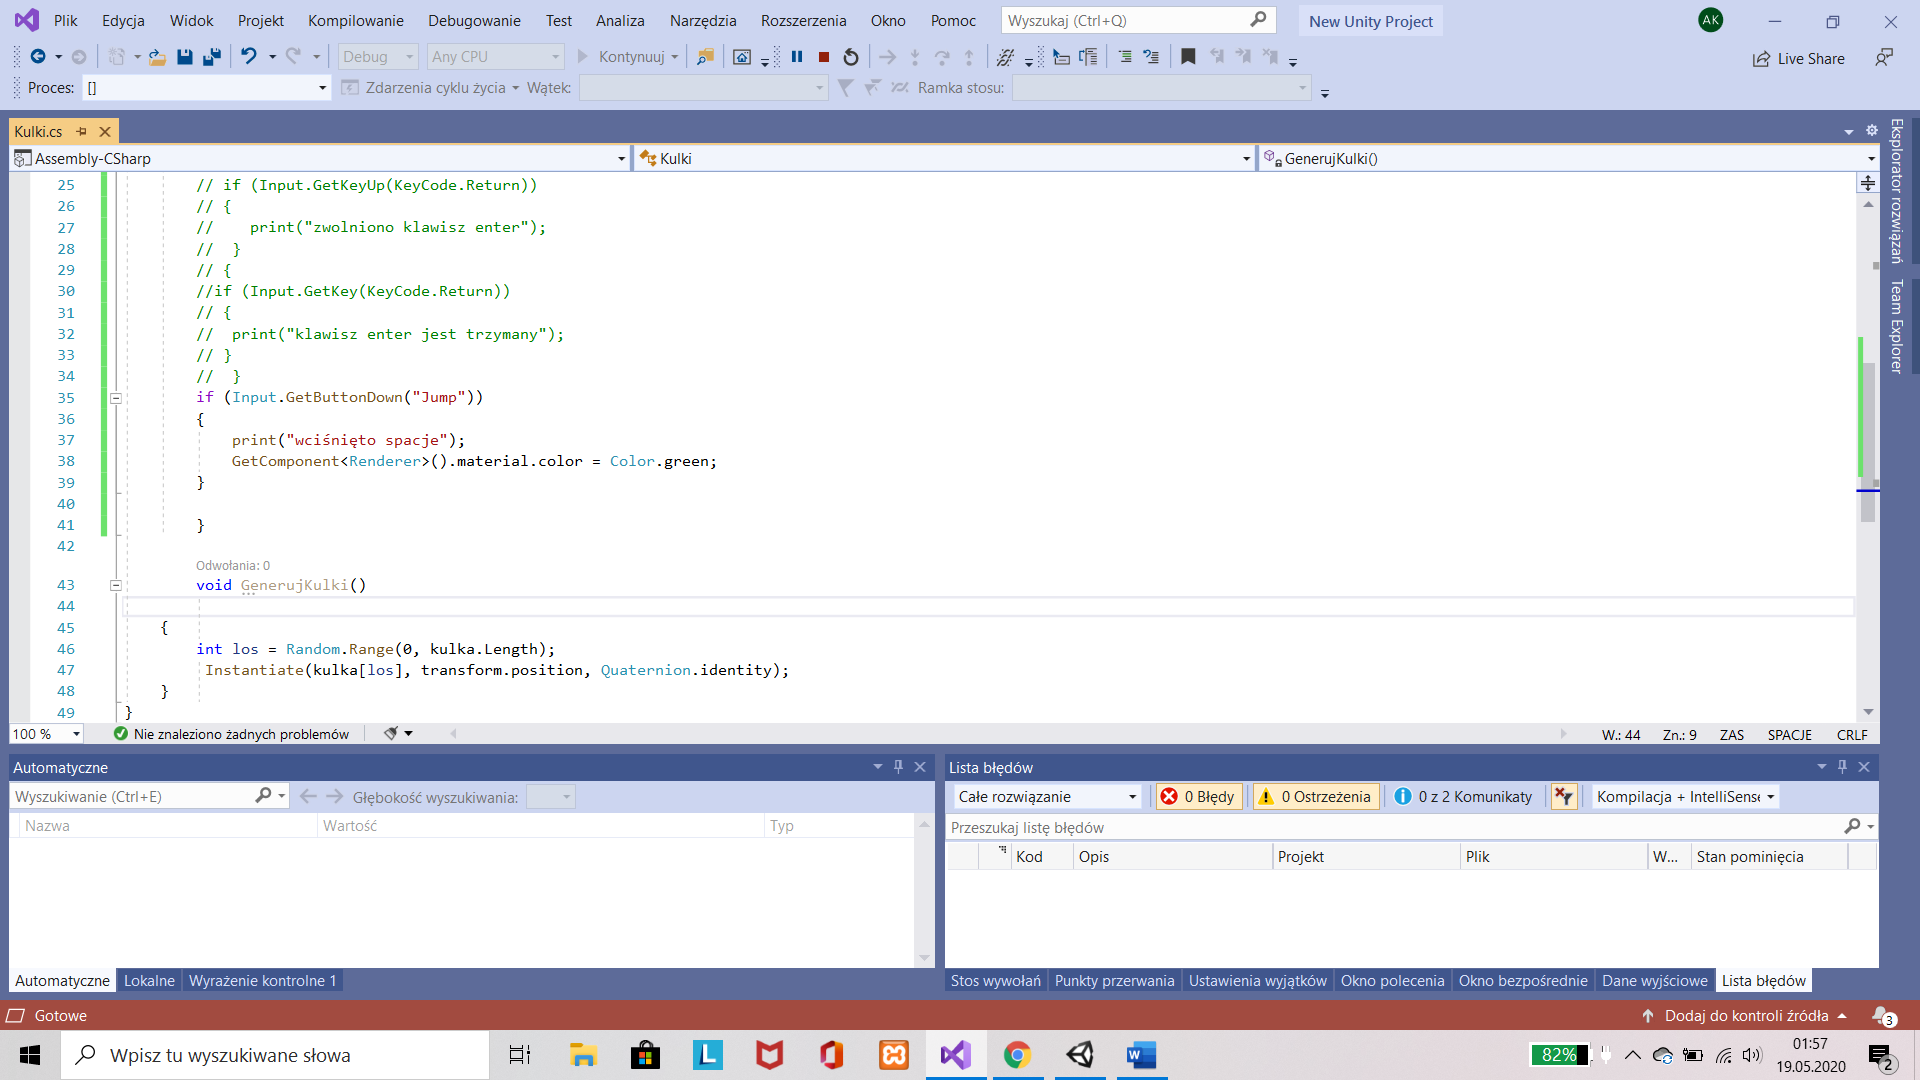 Plik Edycja Widok Projekt Kompilowanie Debugowanie Test Analiza Narzędzia Rozszerzenia Okno Pomoc Wyszukaj (Ctrl+Q) New Unity Project AK
Debug Any CPU Kontynuuj Live Share
Proces: [] Zdarzenia cyklu życia Wątek: Ramka stosu:
Kulki.cs
Assembly-CSharp Kulki GenerujKulki()
25 // if (Input.GetKeyUp(KeyCode.Return))
26 // {
27 // print("zwolniono klawisz enter");
28 // }
29 // {
30 //if (Input.GetKey(KeyCode.Return))
31 // {
32 // print("klawisz enter jest trzymany");
33 // }
34 // }
35 if (Input.GetButtonDown("Jump"))
36 {
37 print("wciśnięto spacje");
38 GetComponent<Renderer>().material.color = Color.green;
39 }
40
41 }
42
Odwołania: 0
43 void GenerujKulki()
44
45 {
46 int los = Random.Range(0, kulka.Length);
47 Instantiate(kulka[los], transform.position, Quaternion.identity);
48 }
49 }
Eksplorator rozwiązań
Team Explorer
100 % Nie znaleziono żadnych problemów W.: 44 Zn.: 9 ZAS SPACJE CRLF
Automatyczne
Wyszukiwanie (Ctrl+E) Głębokość wyszukiwania:
Nazwa Wartość Typ
Automatyczne Lokalne Wyrażenie kontrolne 1
Lista błędów
Całe rozwiązanie 0 Błędy 0 Ostrzeżenia 0 z 2 Komunikaty Kompilacja + IntelliSense
Przeszukaj listę błędów
Kod Opis Projekt Plik W... Stan pominięcia
Stos wywołań Punkty przerwania Ustawienia wyjątków Okno polecenia Okno bezpośrednie Dane wyjściowe Lista błędów
Gotowe Dodaj do kontroli źródła 3
Wpisz tu wyszukiwane słowa L W 82% 01:57
19.05.2020 2